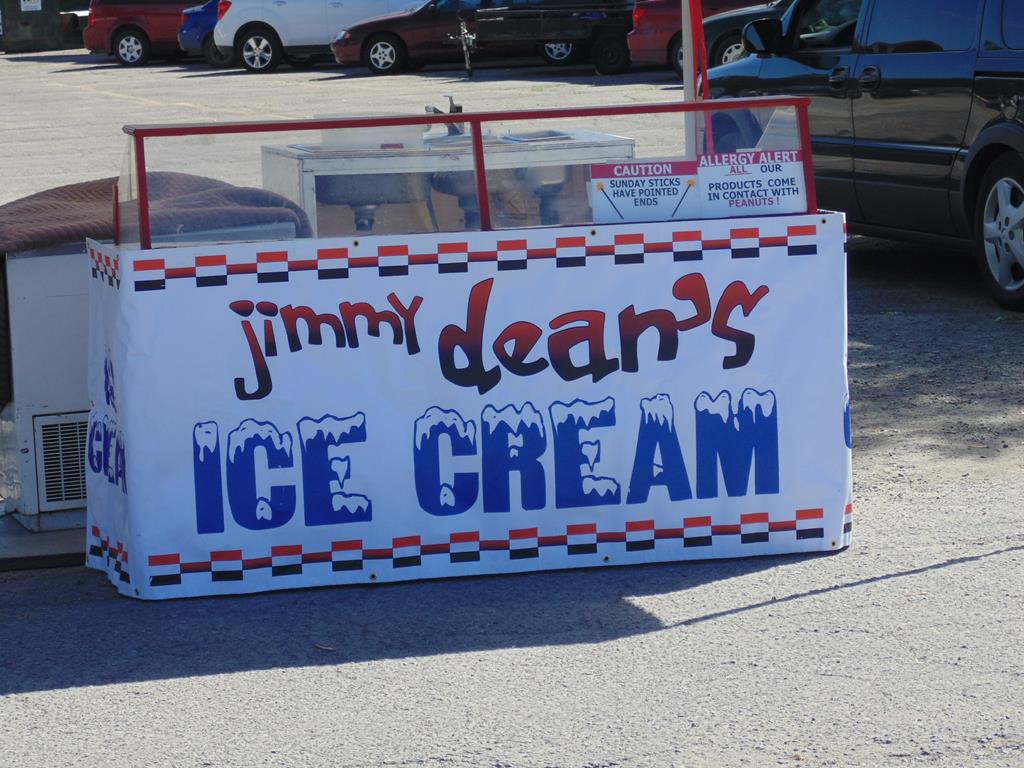 CAUTION
SUNDAY STICKS
HAVE POINTED
ENDS
ALLERGY ALERT
ALL OUR
PRODUCTS COME
IN CONTACT WITH
PEANUTS!
jimmy dean's
ICE CREAM
CREA